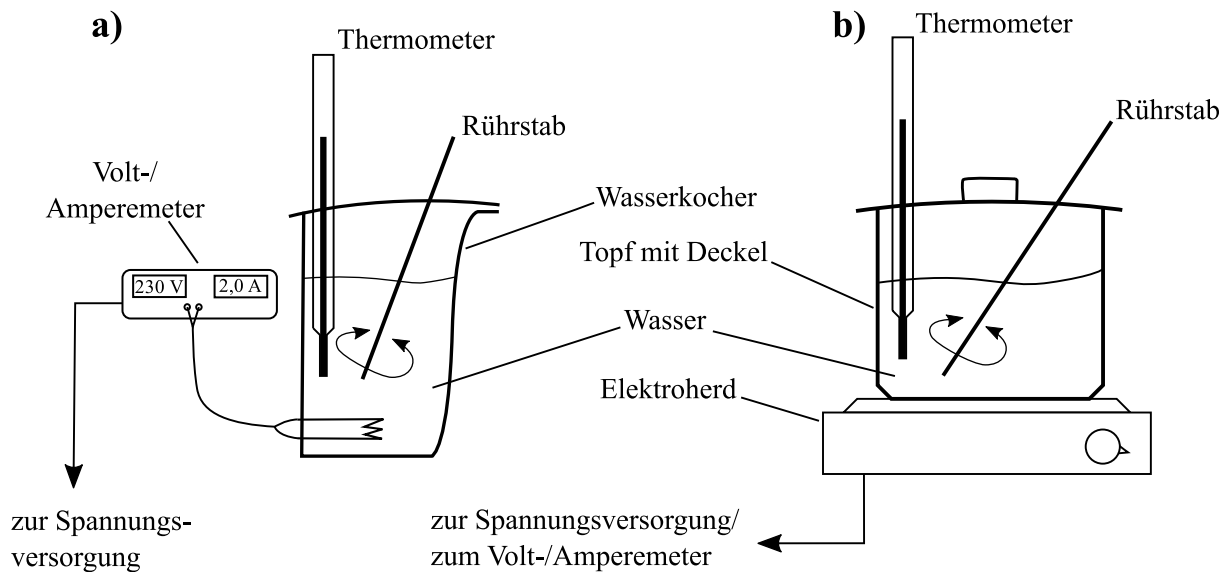 a)
Thermometer
Rührstab
Volt-/
Amperemeter
230 V
2,0 A
Wasserkocher
Wasser
zur Spannungs-
versorgung
b)
Thermometer
Rührstab
Topf mit Deckel
Elektroherd
zur Spannungsversorgung/
zum Volt-/Amperemeter